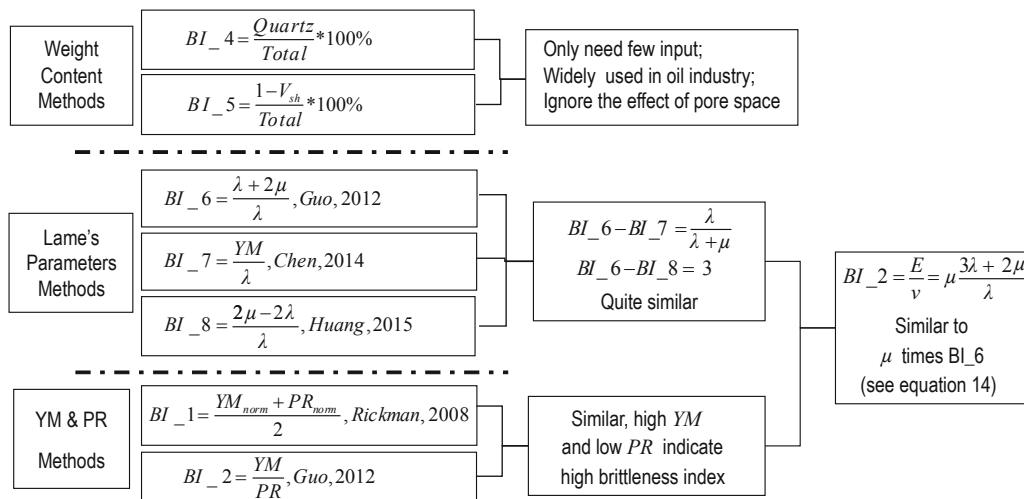 Weight
Content
Methods
BI_4 = Quartz / Total *100%
BI_5 = 1−V_sh / Total *100%
Only need few input;
Widely used in oil industry;
Ignore the effect of pore space
Lame's
Parameters
Methods
BI_6 = λ + 2μ / λ , Guo, 2012
BI_7 = YM / λ , Chen, 2014
BI_8 = 2μ − 2λ / λ , Huang, 2015
BI_6 − BI_7 = λ / λ + μ
BI_6 − BI_8 = 3
Quite similar
BI_2 = E / v = μ 3λ + 2μ / λ
Similar to
μ times BI_6
(see equation 14)
YM & PR
Methods
BI_1 = YM_norm + PR_norm / 2 , Rickman, 2008
BI_2 = YM / PR , Guo, 2012
Similar, high YM
and low PR indicate
high brittleness index